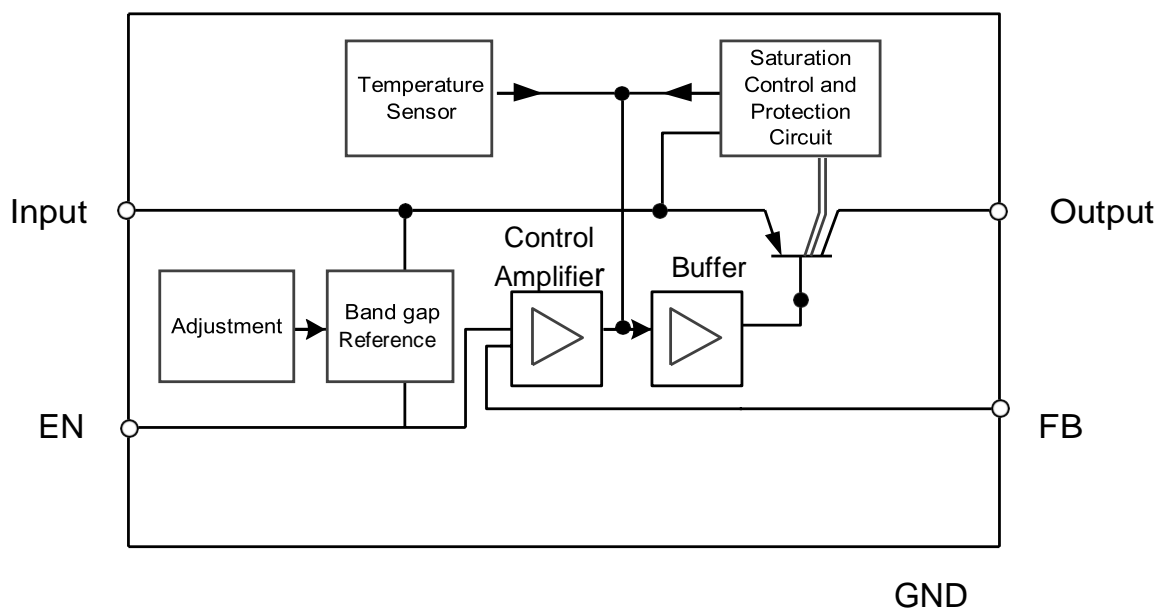 Temperature
Sensor
Saturation
Control and
Protection
Circuit
Input
Output
Control
Amplifier
Buffer
Adjustment
Band gap
Reference
EN
FB
GND